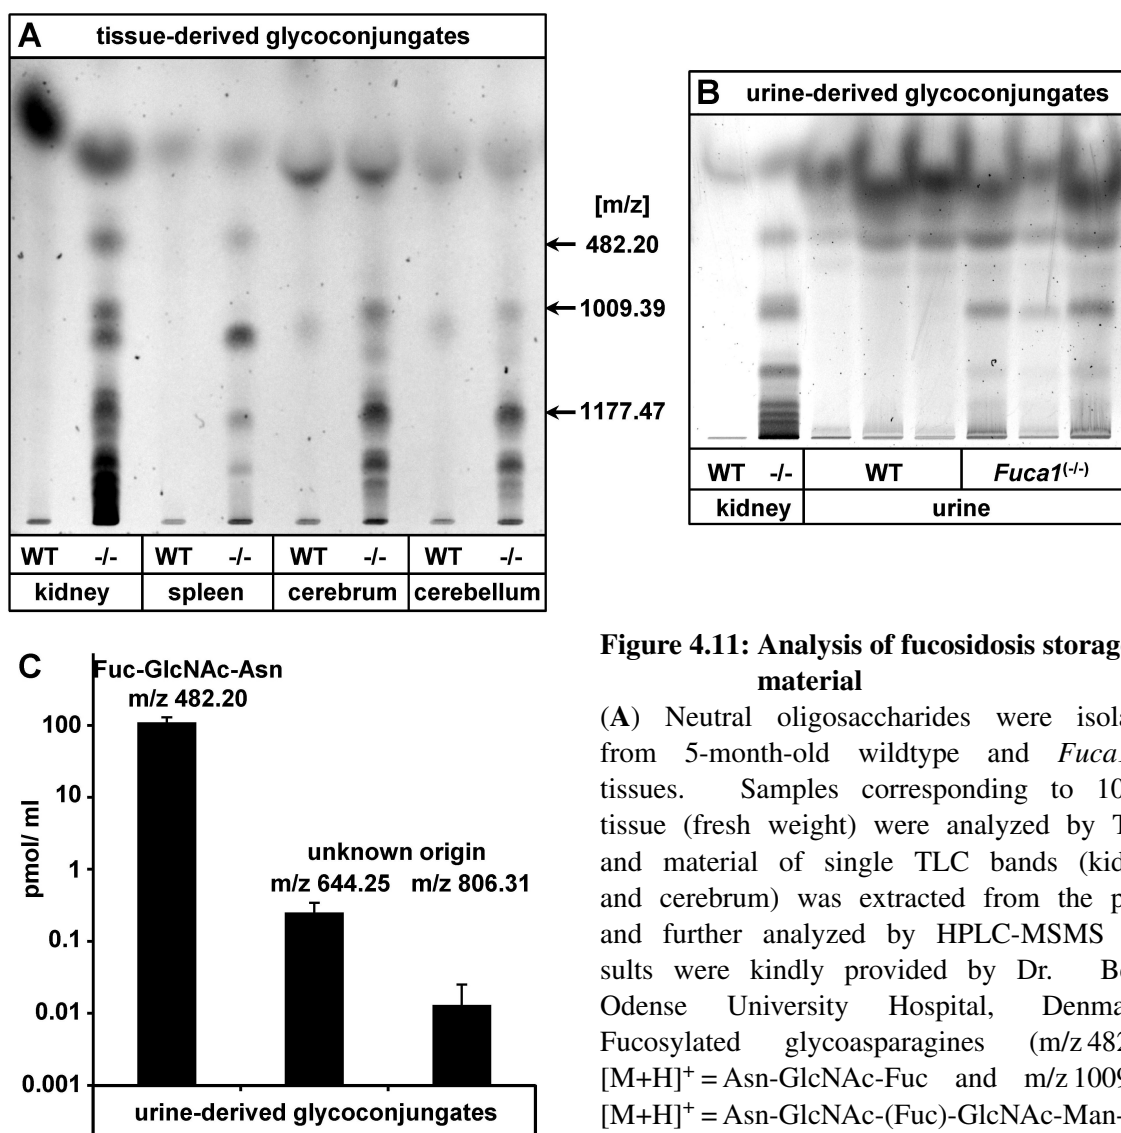 A tissue-derived glycoconjungates
[m/z]
482.20
1009.39
1177.47
WT -/- WT -/- WT -/- WT -/-
kidney spleen cerebrum cerebellum
B urine-derived glycoconjungates
WT -/- WT Fuca1(-/-)
kidney urine
C
Fuc-GlcNAc-Asn
m/z 482.20
unknown origin
m/z 644.25 m/z 806.31
pmol/ ml
100
10
1
0.1
0.01
0.001
urine-derived glycoconjungates
Figure 4.11: Analysis of fucosidosis storag
material
(A) Neutral oligosaccharides were isola
from 5-month-old wildtype and Fuca
tissues. Samples corresponding to 10
tissue (fresh weight) were analyzed by T
and material of single TLC bands (kid
and cerebrum) was extracted from the p
and further analyzed by HPLC-MSMS
sults were kindly provided by Dr. B
Odense University Hospital, Denma
Fucosylated glycoasparagines (m/z 482
[M+H]+ = Asn-GlcNAc-Fuc and m/z 1009
[M+H]+ = Asn-GlcNAc-(Fuc)-GlcNAc-Man-